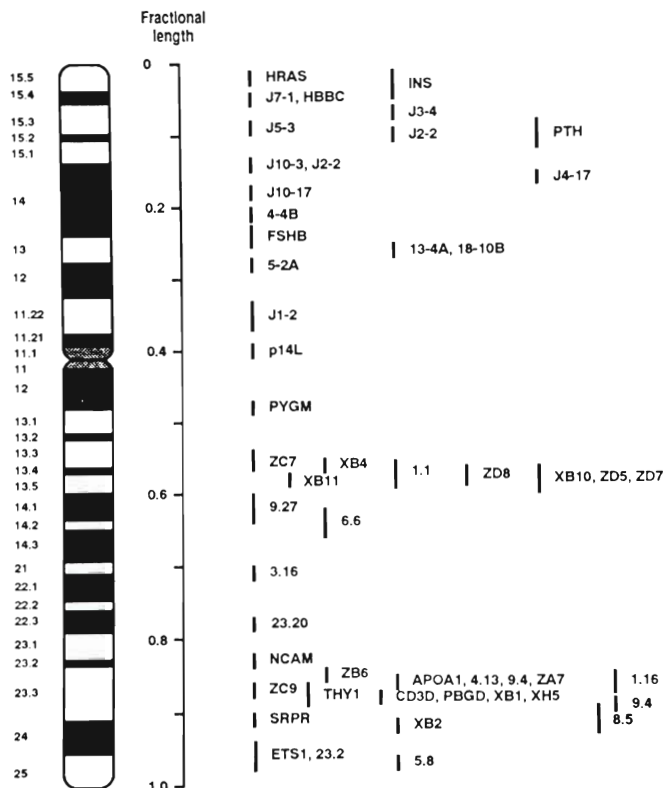 Fractional
length
0
15.5
HRAS
INS
15.4
J7-1, HBBC
J3-4
15.3
J5-3
J2-2
PTH
15.2
15.1
J10-3, J2-2
J4-17
14
J10-17
0.2
4-4B
FSHB
13
13-4A, 18-10B
12
5-2A
11.22
J1-2
11.21
11.1
0.4
p14L
11
12
PYGM
13.1
13.2
13.3
ZC7
XB4
1.1
ZD8
XB10, ZD5, ZD7
13.4
XB11
13.5
0.6
14.1
9.27
6.6
14.2
14.3
21
3.16
22.1
22.2
22.3
23.20
23.1
0.8
NCAM
23.2
ZB6
APOA1, 4.13, 9.4, ZA7
1.16
23.3
ZC9
THY1
CD3D, PBGD, XB1, XH5
9.4
SRPR
XB2
8.5
24
ETS1, 23.2
5.8
25
1.0